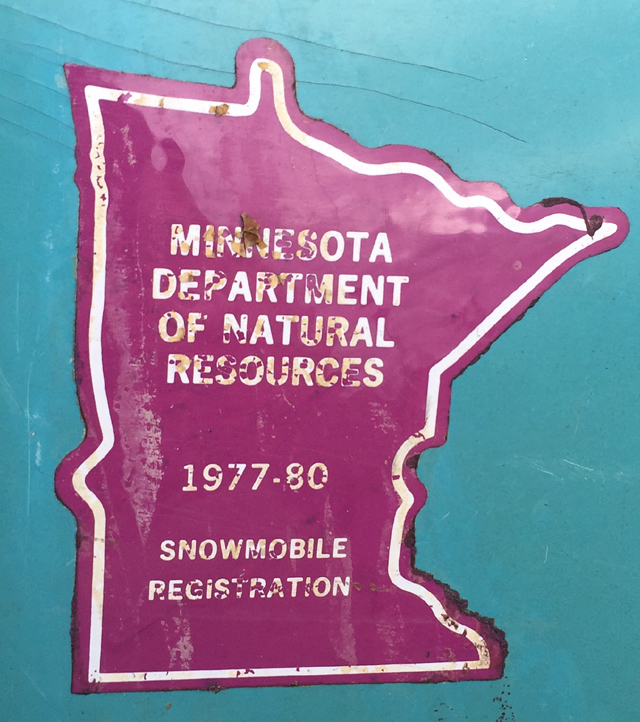 MINNESOTA
DEPARTMENT
OF NATURAL
RESOURCES
1977-80
SNOWMOBILE
REGISTRATION